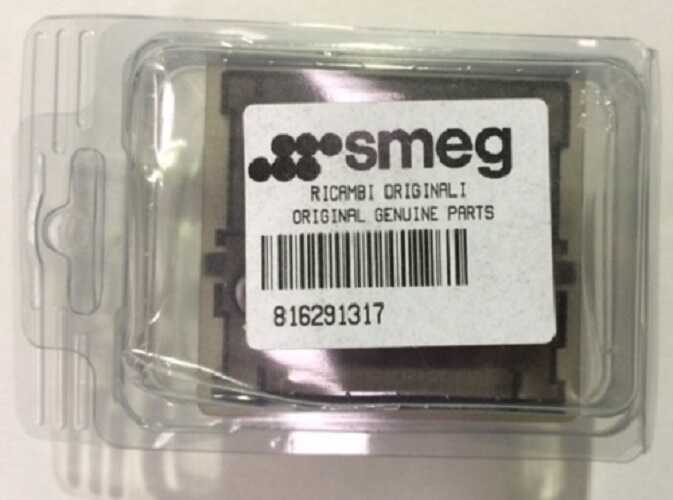 smeg
RICAMBI ORIGINALI
ORIGINAL GENUINE PARTS
816291317